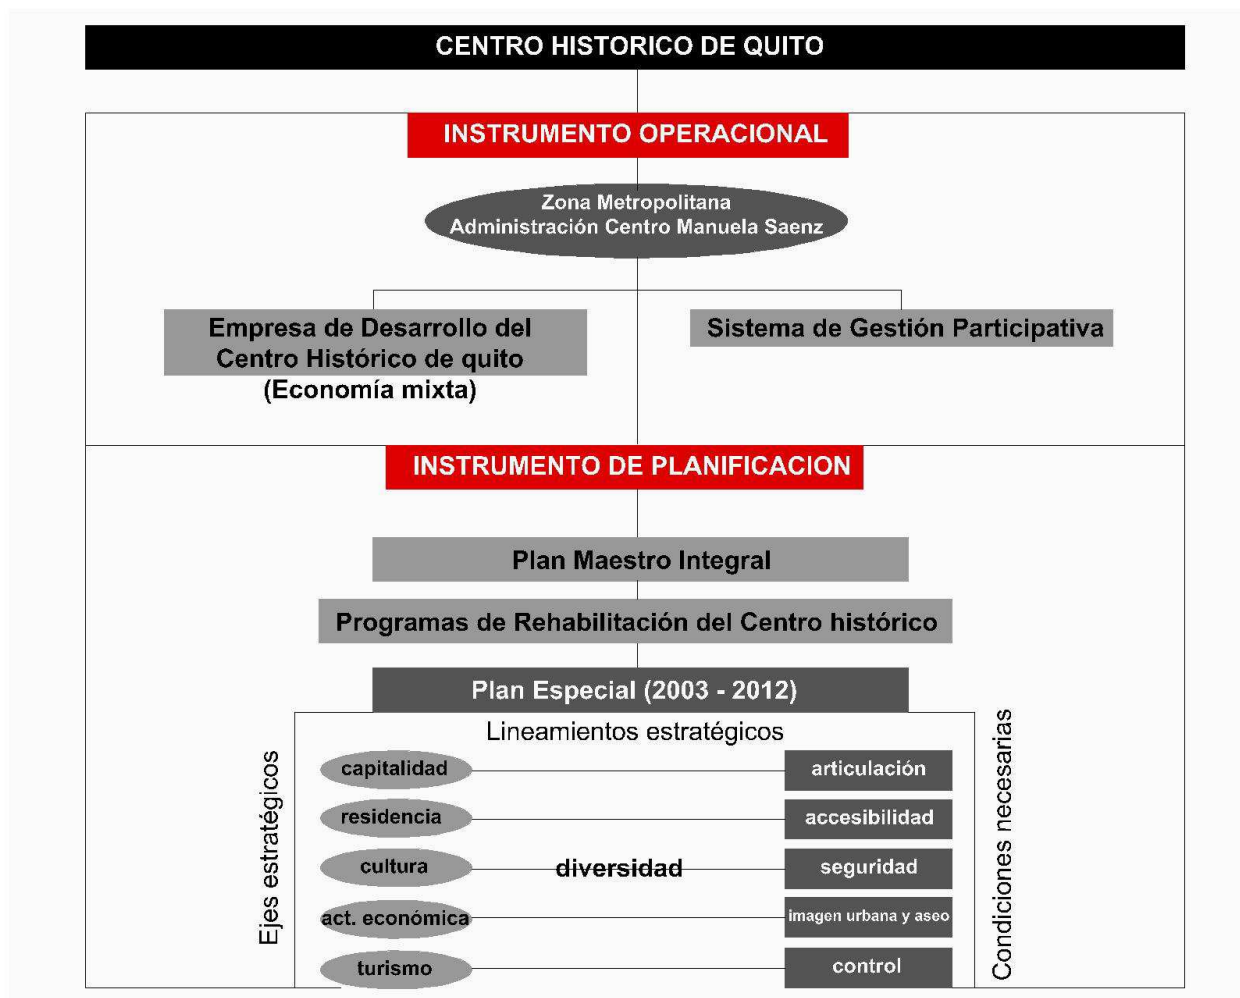 CENTRO HISTORICO DE QUITO
INSTRUMENTO OPERACIONAL
Zona Metropolitana
Administración Centro Manuela Saenz
Empresa de Desarrollo del
Centro Histórico de quito
(Economía mixta)
Sistema de Gestión Participativa
INSTRUMENTO DE PLANIFICACION
Plan Maestro Integral
Programas de Rehabilitación del Centro histórico
Plan Especial (2003 - 2012)
Lineamientos estratégicos
Ejes estratégicos
capitalidad
articulación
residencia
accesibilidad
cultura
diversidad
seguridad
act. económica
imagen urbana y aseo
turismo
control
Condiciones necesarias